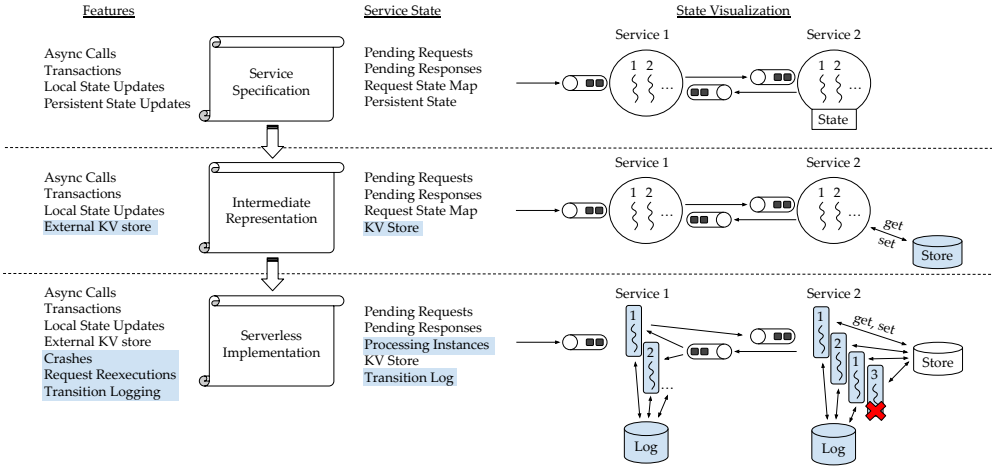 Features
Service State
State Visualization
Async Calls
Transactions
Local State Updates
Persistent State Updates
Service
Specification
Pending Requests
Pending Responses
Request State Map
Persistent State
Service 1
1 2
...
Service 2
1 2
...
State
Async Calls
Transactions
Local State Updates
External KV store
Intermediate
Representation
Pending Requests
Pending Responses
Request State Map
KV Store
Service 1
1 2
...
Service 2
1 2
...
get
set
Store
Async Calls
Transactions
Local State Updates
External KV store
Crashes
Request Reexecutions
Transition Logging
Serverless
Implementation
Pending Requests
Pending Responses
Processing Instances
KV Store
Transition Log
Service 1
1
2
...
Log
Service 2
1
2
1
3
get, set
Store
Log